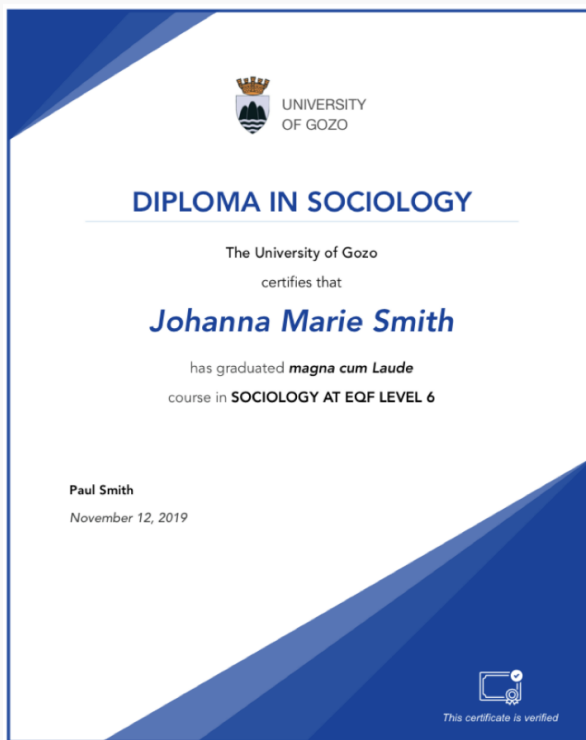 UNIVERSITY
OF GOZO
DIPLOMA IN SOCIOLOGY
The University of Gozo
certifies that
Johanna Marie Smith
has graduated magna cum Laude
course in SOCIOLOGY AT EQF LEVEL 6
Paul Smith
November 12, 2019
This certificate is verified